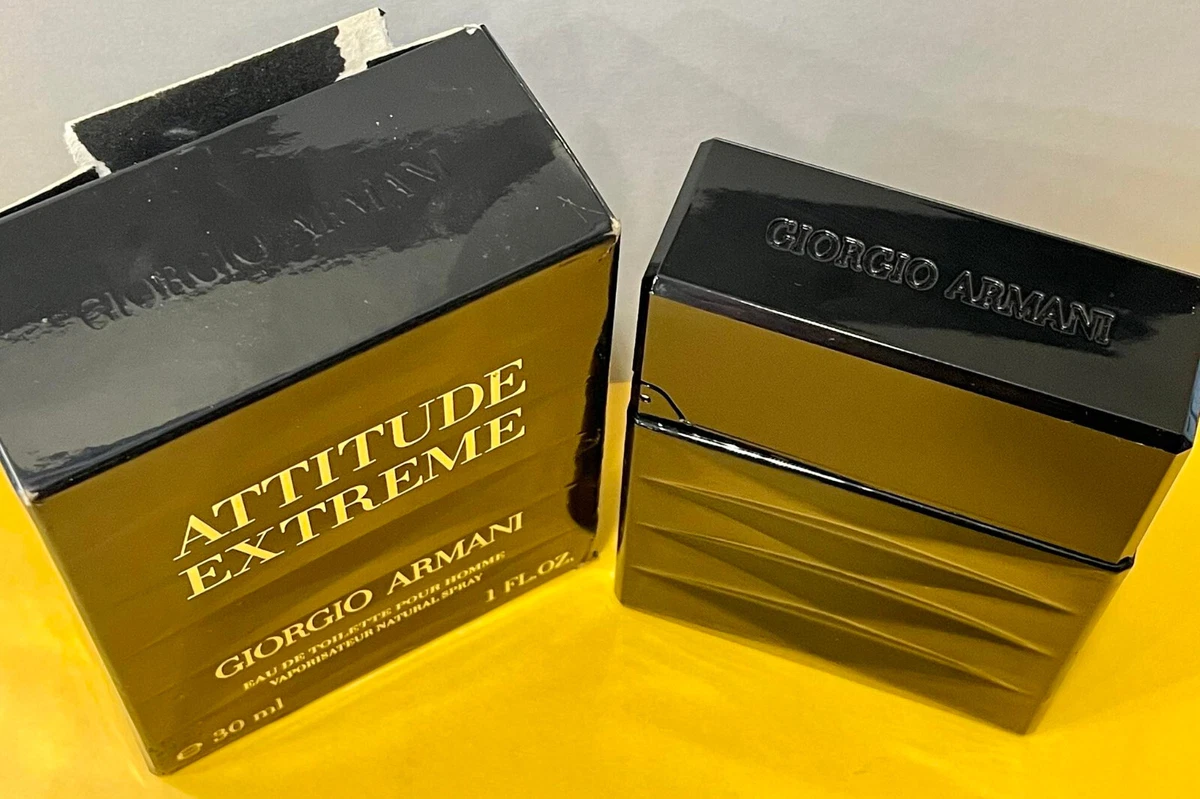 GIORGIO ARMANI
ATTITUDE
EXTREME
GIORGIO ARMANI
EAU DE TOILETTE POUR HOMME
VAPORISATEUR NATURAL SPRAY
℮ 30 ml 1 FL.OZ.
GIORGIO ARMANI